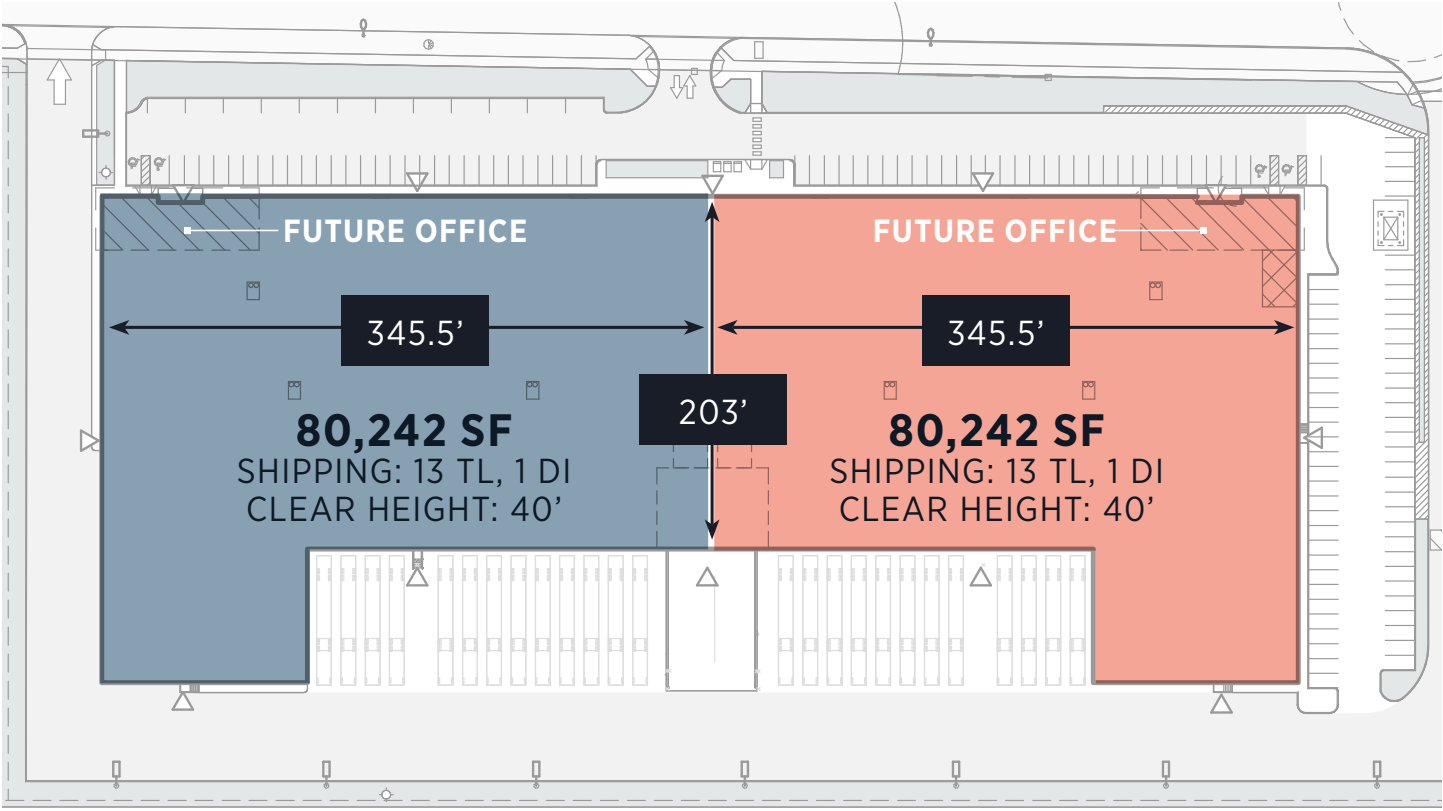 FUTURE OFFICE
FUTURE OFFICE
345.5’
345.5’
203’
80,242 SF
SHIPPING: 13 TL, 1 DI
CLEAR HEIGHT: 40’
80,242 SF
SHIPPING: 13 TL, 1 DI
CLEAR HEIGHT: 40’